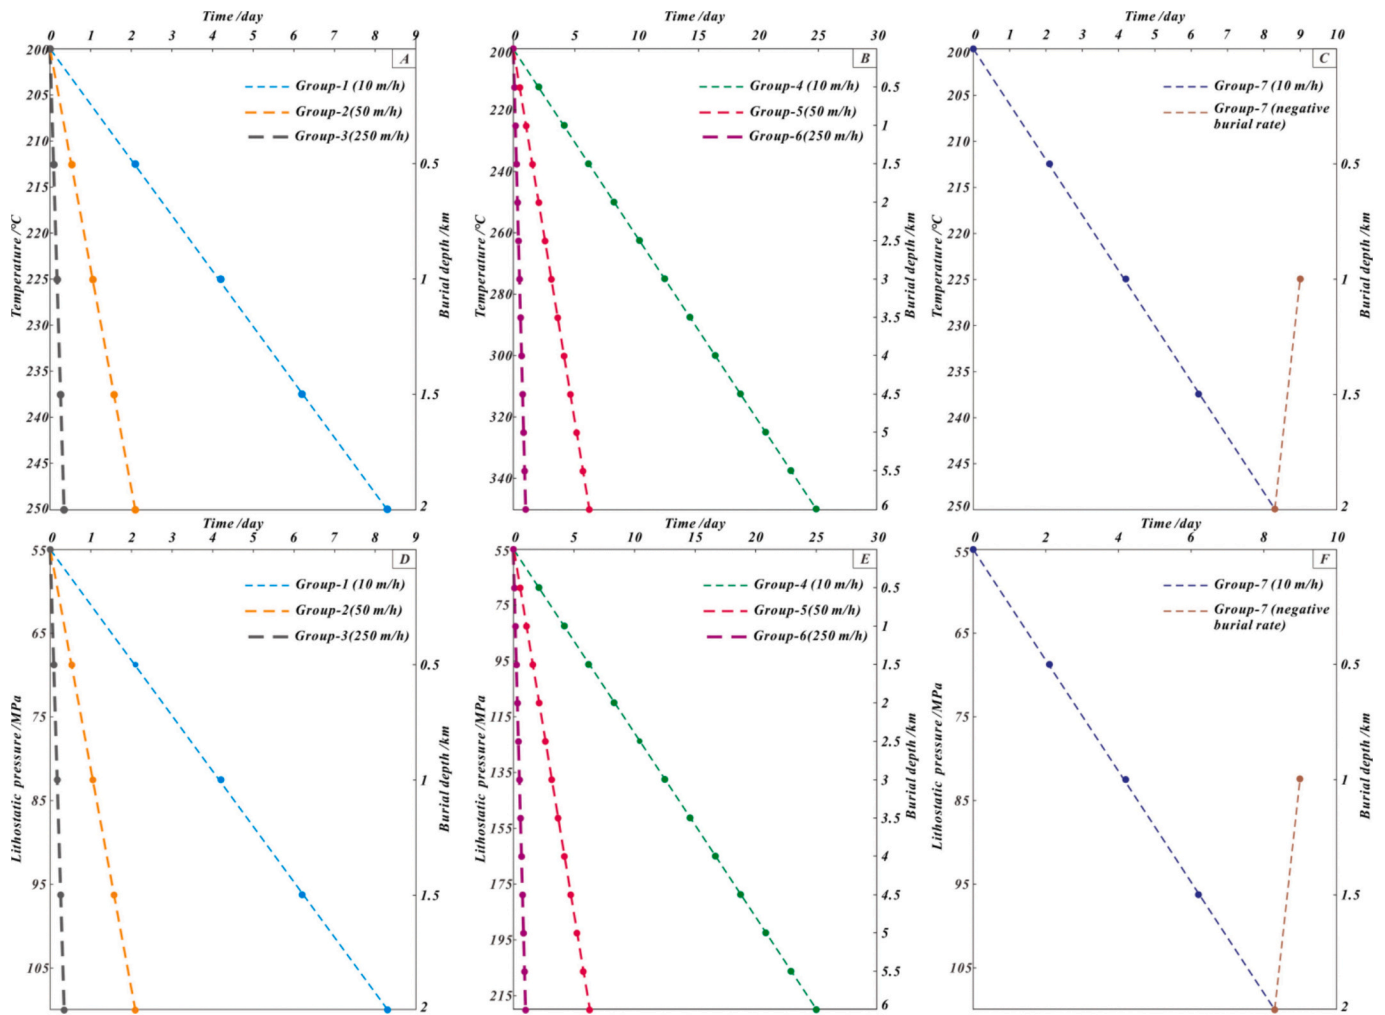 Time /day
0 1 2 3 4 5 6 7 8 9
A
Group-1 (10 m/h)
Group-2(50 m/h)
Group-3(250 m/h)
200
205
210
215
220
225
230
235
240
245
250
Temperature /°C
0.5
1
1.5
2
Burial depth /km
Time /day
0 5 10 15 20 25 30
B
Group-4 (10 m/h)
Group-5(50 m/h)
Group-6(250 m/h)
200
220
240
260
280
300
320
340
Temperature /°C
0.5
1
1.5
2
2.5
3
3.5
4
4.5
5
5.5
6
Burial depth /km
Time /day
0 1 2 3 4 5 6 7 8 9 10
C
Group-7 (10 m/h)
Group-7 (negative
burial rate)
200
205
210
215
220
225
230
235
240
245
250
Temperature /°C
0.5
1
1.5
2
Burial depth /km
Time /day
0 1 2 3 4 5 6 7 8 9
D
Group-1 (10 m/h)
Group-2(50 m/h)
Group-3(250 m/h)
55
65
75
85
95
105
Lithostatic pressure /MPa
0.5
1
1.5
2
Burial depth /km
Time /day
0 5 10 15 20 25 30
E
Group-4 (10 m/h)
Group-5(50 m/h)
Group-6(250 m/h)
55
75
95
115
135
155
175
195
215
Lithostatic pressure /MPa
0.5
1
1.5
2
2.5
3
3.5
4
4.5
5
5.5
6
Burial depth /km
Time /day
0 2 4 6 8 10
F
Group-7 (10 m/h)
Group-7 (negative
burial rate)
55
65
75
85
95
105
Lithostatic pressure /MPa
0.5
1
1.5
2
Burial depth /km